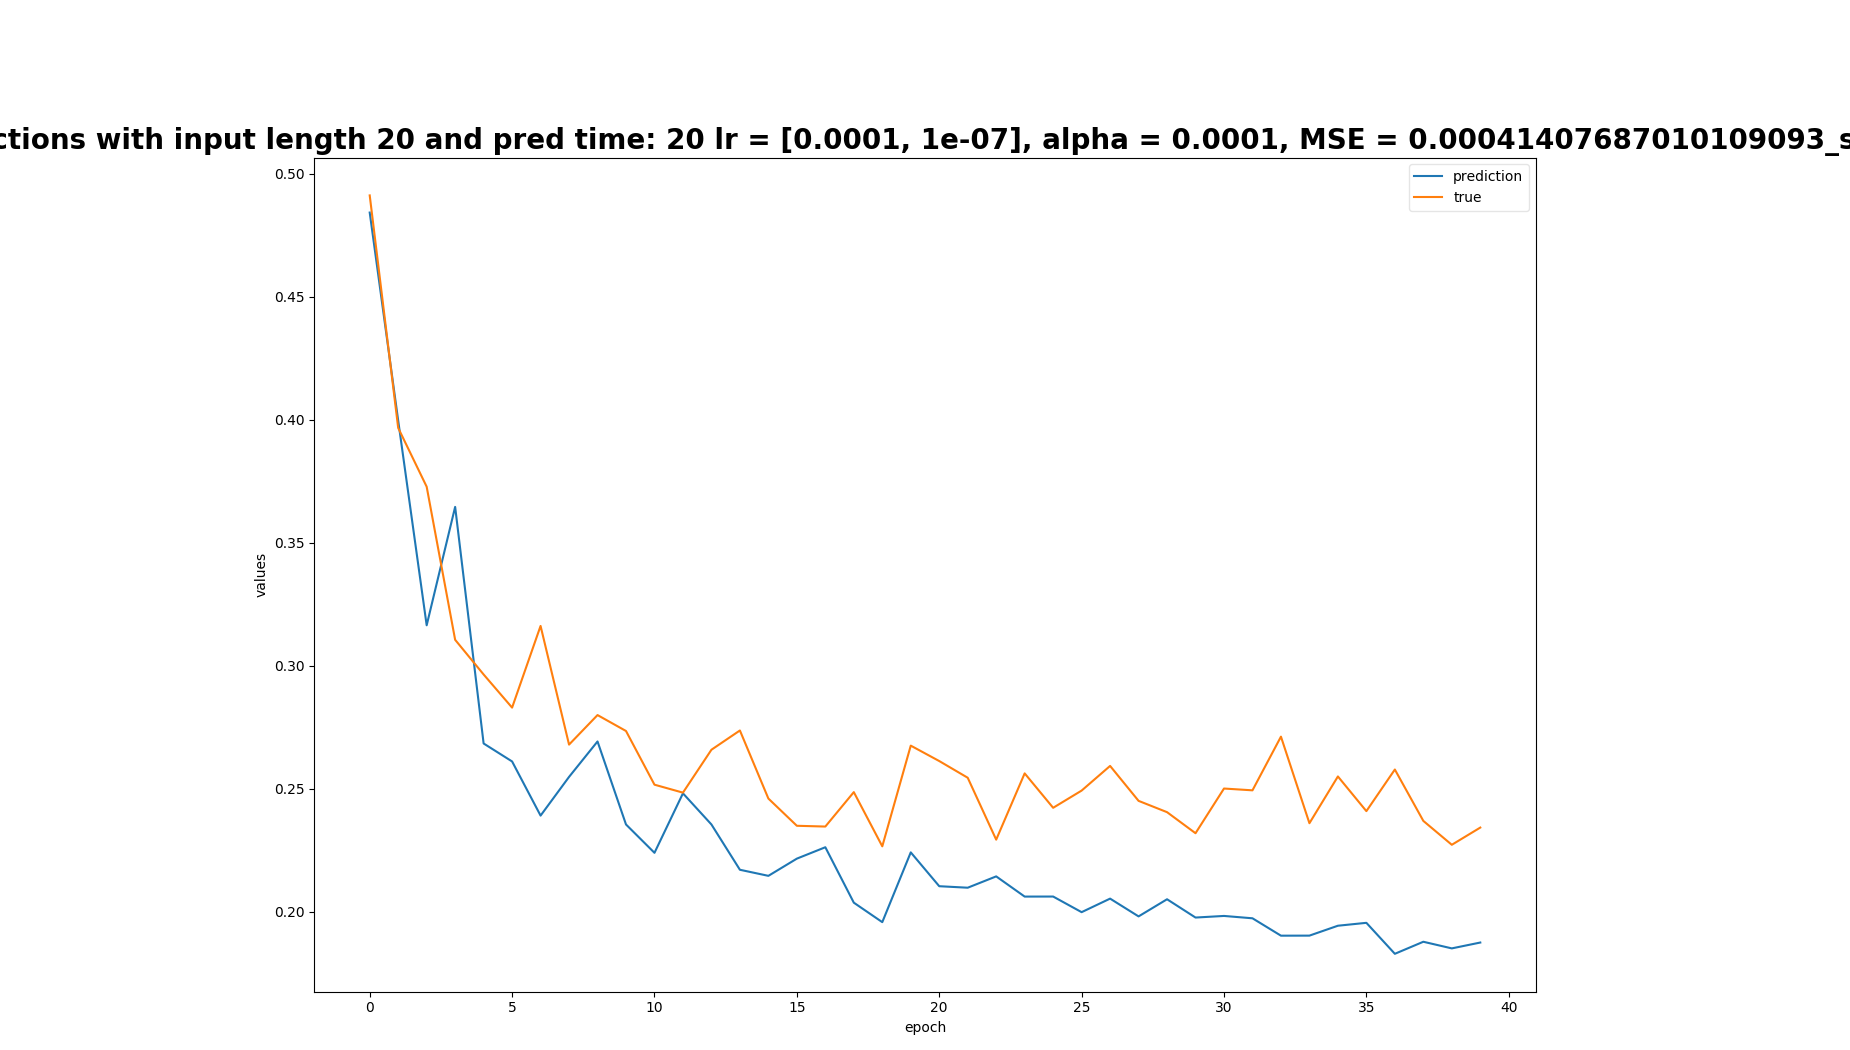 ctions with input length 20 and pred time: 20 lr = [0.0001, 1e-07], alpha = 0.0001, MSE = 0.00041407687010109093_s
prediction
true
0.50
0.45
0.40
0.35
0.30
0.25
0.20
values
0 5 10 15 20 25 30 35 40
epoch